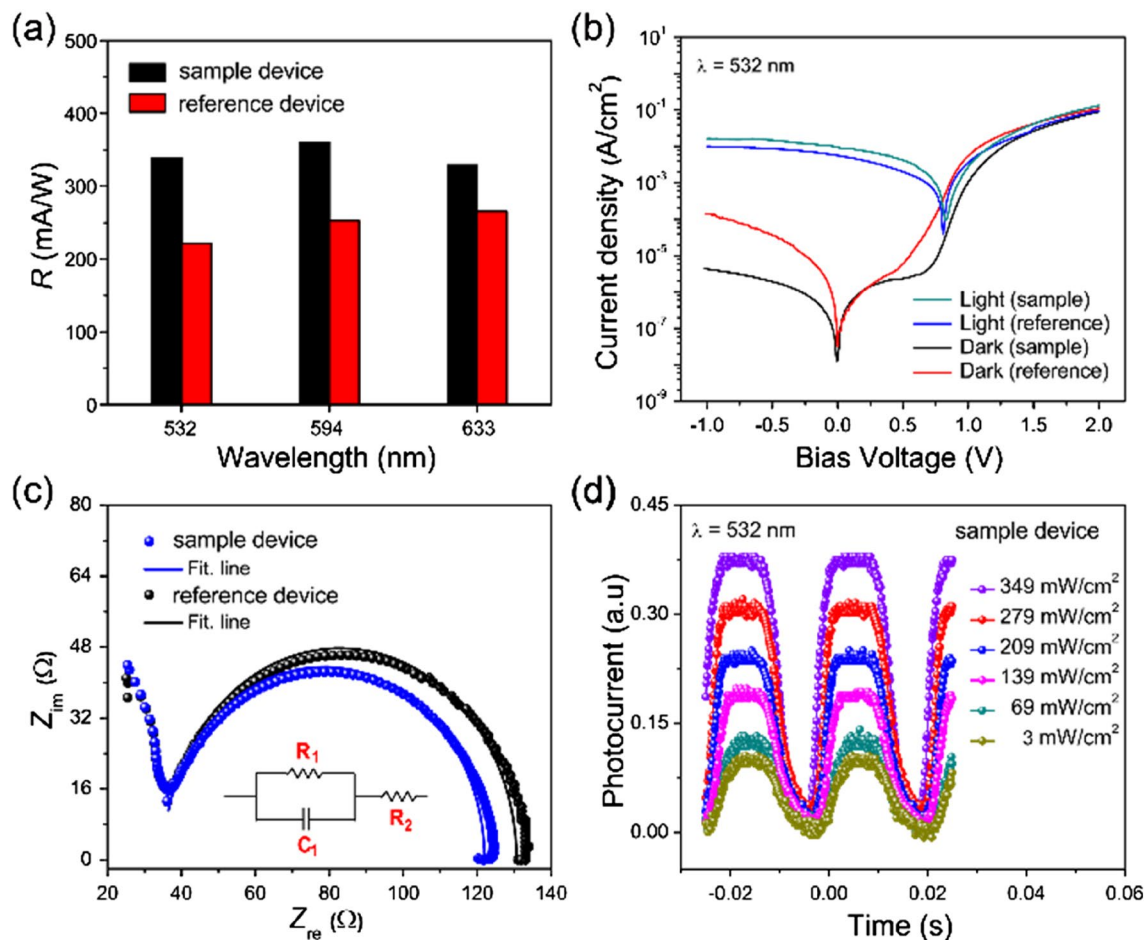 (a)
500
400
300
200
100
0
R (mA/W)
sample device
reference device
532
594
633
Wavelength (nm)
(b)
10^1
10^-1
10^-3
10^-5
10^-7
10^-9
Current density (A/cm^2)
λ = 532 nm
Light (sample)
Light (reference)
Dark (sample)
Dark (reference)
-1.0 -0.5 0.0 0.5 1.0 1.5 2.0
Bias Voltage (V)
(c)
80
64
48
32
16
0
Z_im (Ω)
sample device
Fit. line
reference device
Fit. line
R_1
C_1
R_2
20 40 60 80 100 120 140
Z_re (Ω)
(d)
0.45
0.30
0.15
0.00
Photocurrent (a.u)
λ = 532 nm
sample device
349 mW/cm^2
279 mW/cm^2
209 mW/cm^2
139 mW/cm^2
69 mW/cm^2
3 mW/cm^2
-0.02 0.00 0.02 0.04 0.06
Time (s)